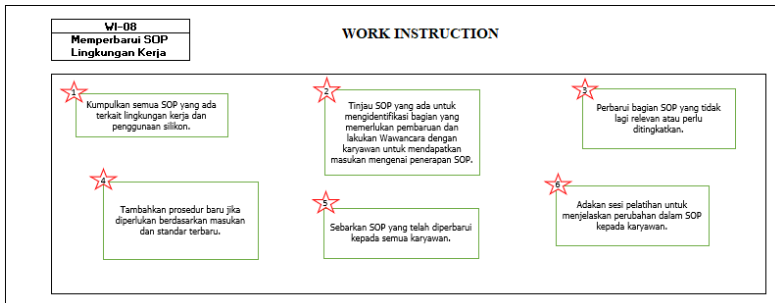 WI-08
Memperbarui SOP
Lingkungan Kerja
WORK INSTRUCTION
1
Kumpulkan semua SOP yang ada
terkait lingkungan kerja dan
penggunaan silikon.
2
Tinjau SOP yang ada untuk
mengidentifikasi bagian yang
memerlukan pembaruan dan
lakukan Wawancara dengan
karyawan untuk mendapatkan
masukan mengenai penerapan SOP.
3
Perbarui bagian SOP yang tidak
lagi relevan atau perlu
ditingkatkan.
4
Tambahkan prosedur baru jika
diperlukan berdasarkan masukan
dan standar terbaru.
5
Sebarkan SOP yang telah diperbarui
kepada semua karyawan.
6
Adakan sesi pelatihan untuk
menjelaskan perubahan dalam SOP
kepada karyawan.